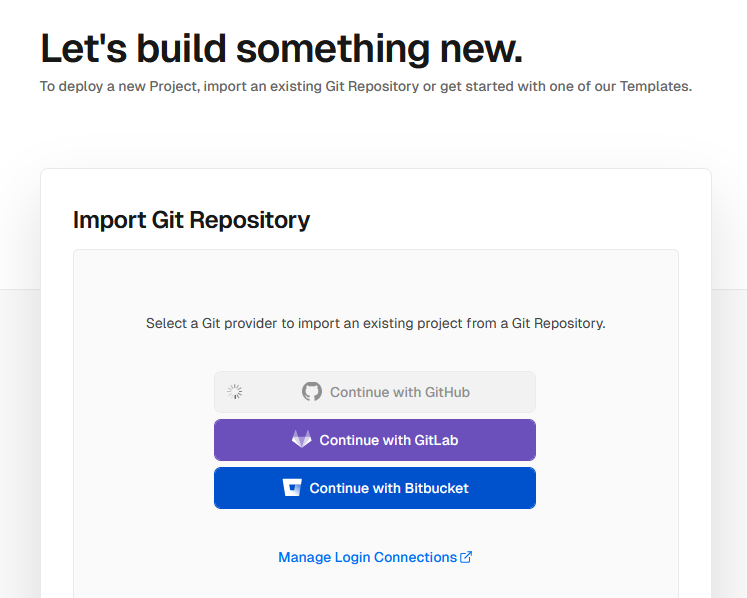 Let's build something new.
To deploy a new Project, import an existing Git Repository or get started with one of our Templates.
Import Git Repository
Select a Git provider to import an existing project from a Git Repository.
Continue with GitHub
Continue with GitLab
Continue with Bitbucket
Manage Login Connections